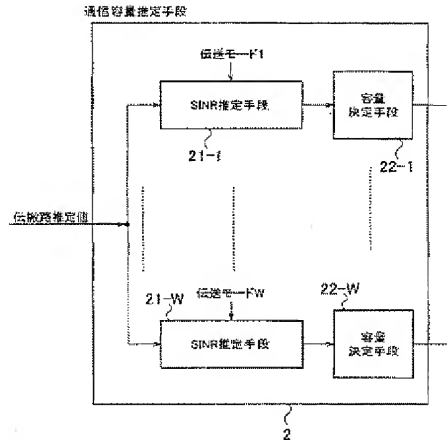 通信容量推定手段
伝送モード1
SINR推定手段
容量
決定手段
21-1
22-1
伝搬路推定値
21-W
伝送モードW
22-W
SINR推定手段
容量
決定手段
2